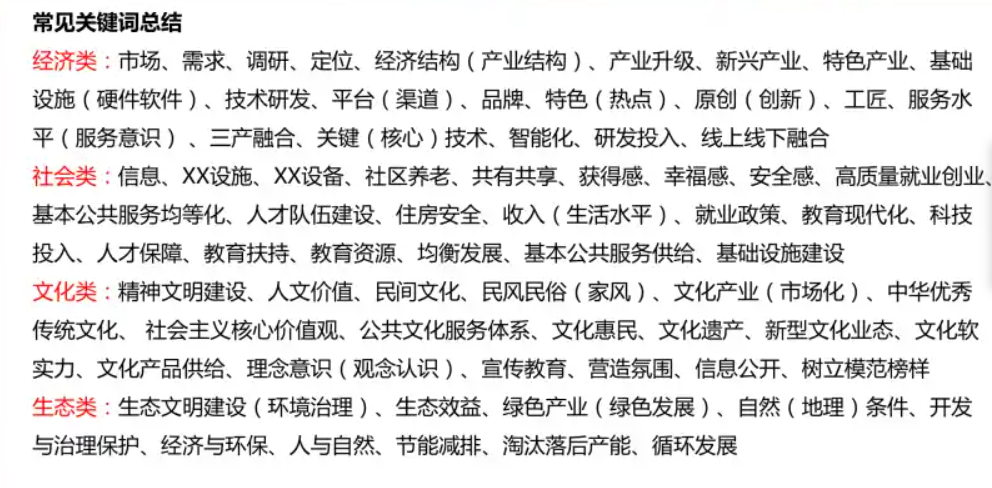 常见关键词总结
经济类：市场、需求、调研、定位、经济结构（产业结构）、产业升级、新兴产业、特色产业、基础
设施（硬件软件）、技术研发、平台（渠道）、品牌、特色（热点）、原创（创新）、工匠、服务水
平（服务意识）、三产融合、关键（核心）技术、智能化、研发投入、线上线下融合
社会类：信息、XX设施、XX设备、社区养老、共有共享、获得感、幸福感、安全感、高质量就业创业、
基本公共服务均等化、人才队伍建设、住房安全、收入（生活水平）、就业政策、教育现代化、科技
投入、人才保障、教育扶持、教育资源、均衡发展、基本公共服务供给、基础设施建设
文化类：精神文明建设、人文价值、民间文化、民风民俗（家风）、文化产业（市场化）、中华优秀
传统文化、 社会主义核心价值观、公共文化服务体系、文化惠民、文化遗产、新型文化业态、文化软
实力、文化产品供给、理念意识（观念认识）、宣传教育、营造氛围、信息公开、树立模范榜样
生态类：生态文明建设（环境治理）、生态效益、绿色产业（绿色发展）、自然（地理）条件、开发
与治理保护、经济与环保、人与自然、节能减排、淘汰落后产能、循环发展